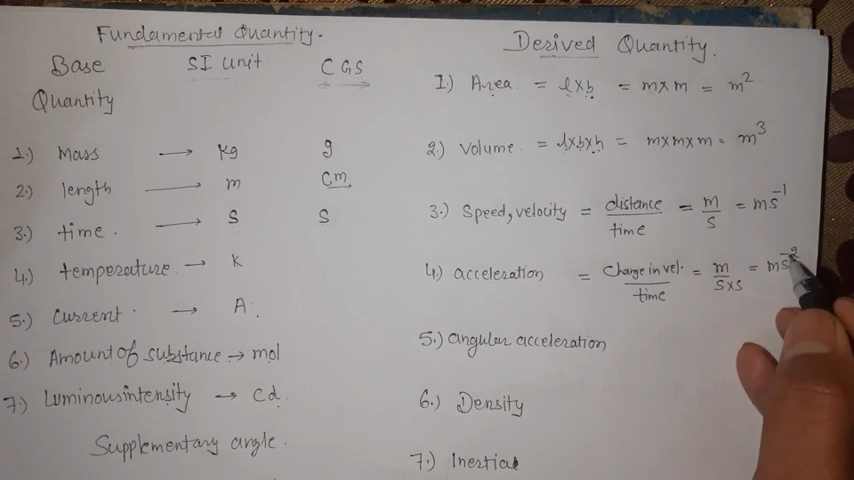 Fundamental Quantity.
Base Quantity
SI Unit
CGS
1.) Mass → Kg g
2.) length → m Cm
3.) time. → S S
4.) temperature → K
5.) Current. → A.
6.) Amount of substance → mol
7.) Luminousintensity → Cd.
Supplementary angle.
Derived Quantity.
1.) Area = l×b = m×m = m²
2.) Volume = l×b×h = m×m×m = m³
3.) Speed, velocity = distance/time = m/s = ms⁻¹
4.) acceleration = Change in vel./time = m/s×s = ms⁻²
5.) angular acceleration
6.) Density
7.) Inertia